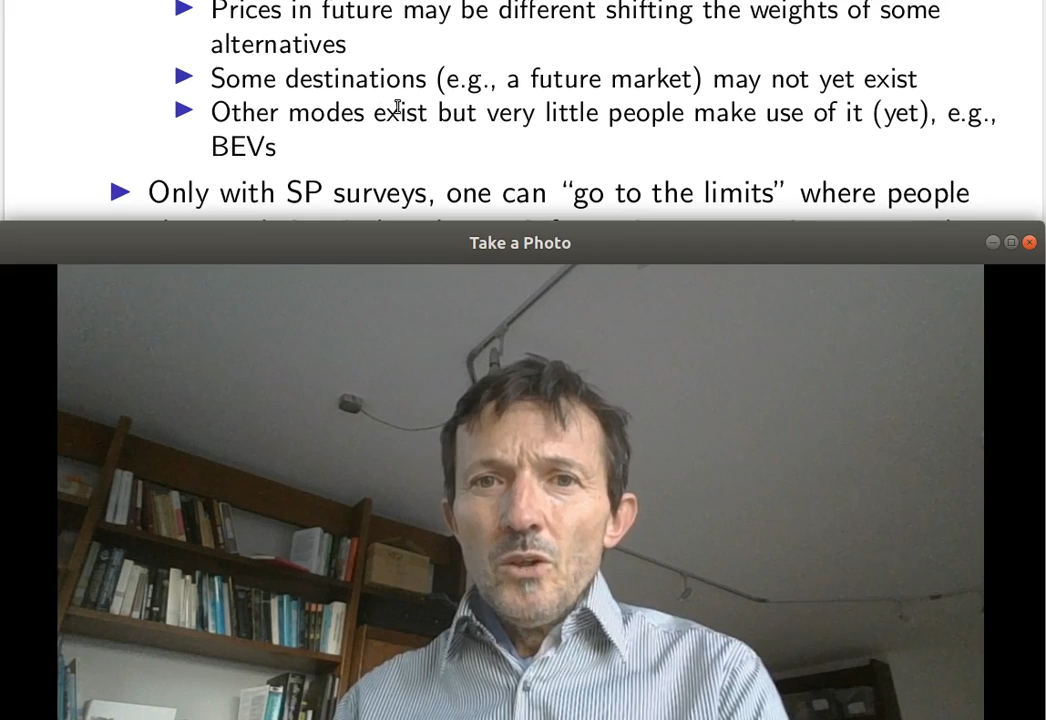 Prices in future may be different shifting the weights of some
alternatives
Some destinations (e.g., a future market) may not yet exist
Other modes exist but very little people make use of it (yet), e.g.,
BEVs
Only with SP surveys, one can “go to the limits” where people
Take a Photo